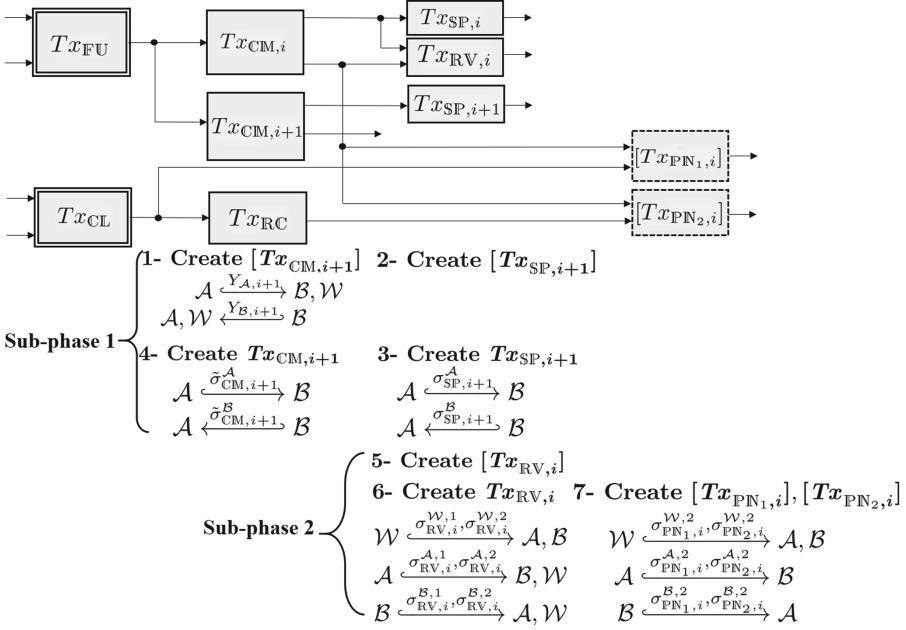 Tx_𝔽𝕌
Tx_ℂ𝕄,i
Tx_𝕊ℙ,i
Tx_ℝ𝕍,i
Tx_ℂ𝕄,i+1
Tx_𝕊ℙ,i+1
[Tx_ℙℕ₁,i]
Tx_ℂ𝕃
Tx_ℝℂ
[Tx_ℙℕ₂,i]
1- Create [Tx_ℂ𝕄,i+1] 2- Create [Tx_𝕊ℙ,i+1]
𝒜 Y_𝒜,i+1 ℬ, 𝒲
𝒜, 𝒲 Y_ℬ,i+1 ℬ
Sub-phase 1
4- Create Tx_ℂ𝕄,i+1 3- Create Tx_𝕊ℙ,i+1
𝒜 σ̃^𝒜_ℂ𝕄,i+1 ℬ 𝒜 σ^𝒜_𝕊ℙ,i+1 ℬ
𝒜 σ̃^ℬ_ℂ𝕄,i+1 ℬ 𝒜 σ^ℬ_𝕊ℙ,i+1 ℬ
5- Create [Tx_ℝ𝕍,i]
6- Create Tx_ℝ𝕍,i 7- Create [Tx_ℙℕ₁,i], [Tx_ℙℕ₂,i]
Sub-phase 2
𝒲 σ^𝒲,1_ℝ𝕍,i, σ^𝒲,2_ℝ𝕍,i 𝒜, ℬ 𝒲 σ^𝒲,2_ℙℕ₁,i, σ^𝒲,2_ℙℕ₂,i 𝒜, ℬ
𝒜 σ^𝒜,1_ℝ𝕍,i, σ^𝒜,2_ℝ𝕍,i ℬ, 𝒲 𝒜 σ^𝒜,2_ℙℕ₁,i, σ^𝒜,2_ℙℕ₂,i ℬ
ℬ σ^ℬ,1_ℝ𝕍,i, σ^ℬ,2_ℝ𝕍,i 𝒜, 𝒲 ℬ σ^ℬ,2_ℙℕ₁,i, σ^ℬ,2_ℙℕ₂,i 𝒜